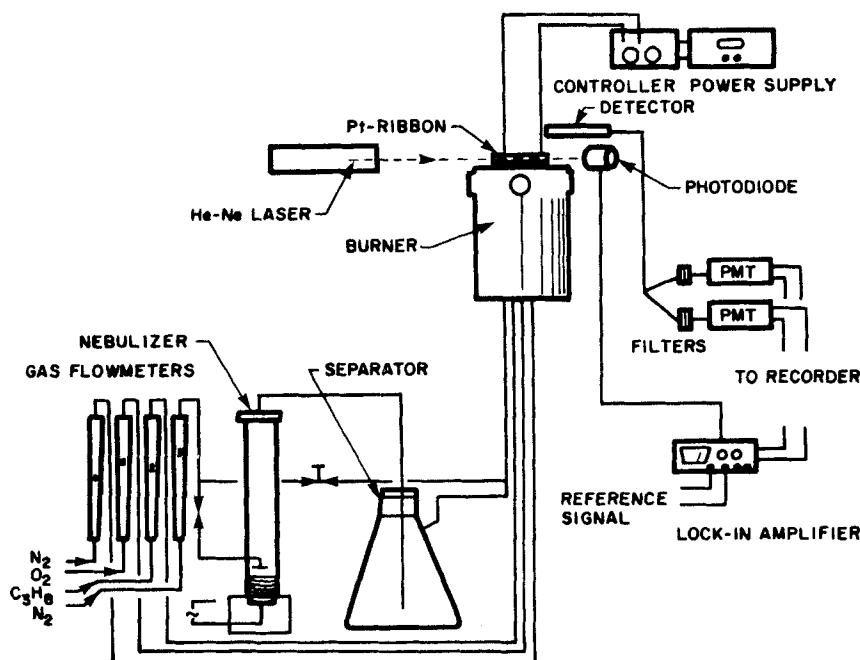 CONTROLLER POWER SUPPLY
DETECTOR
Pt-RIBBON
PHOTODIODE
He-Ne LASER
BURNER
PMT
PMT
FILTERS
TO RECORDER
NEBULIZER
GAS FLOWMETERS
SEPARATOR
REFERENCE
SIGNAL
LOCK-IN AMPLIFIER
N2
O2
C3H8
N2